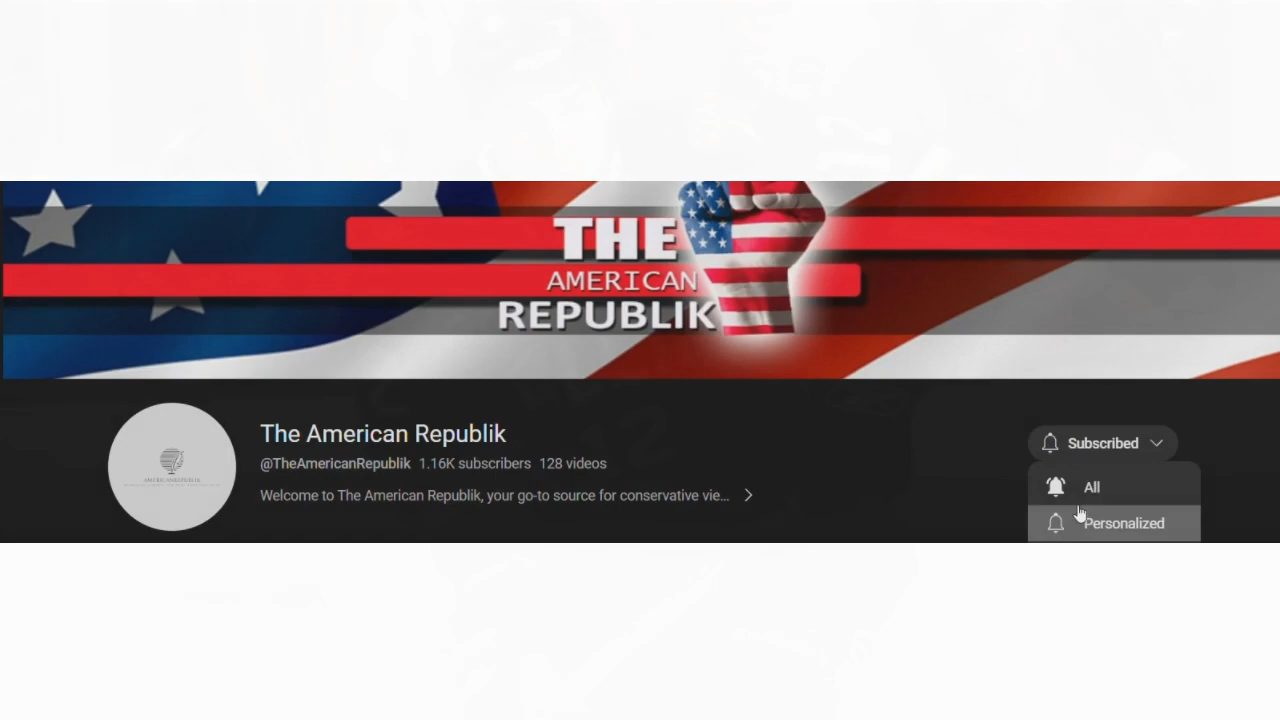 THE
AMERICAN
REPUBLIK
The American Republik
@TheAmericanRepublik 1.16K subscribers 128 videos
Welcome to The American Republik, your go-to source for conservative vie...
Subscribed
All
Personalized